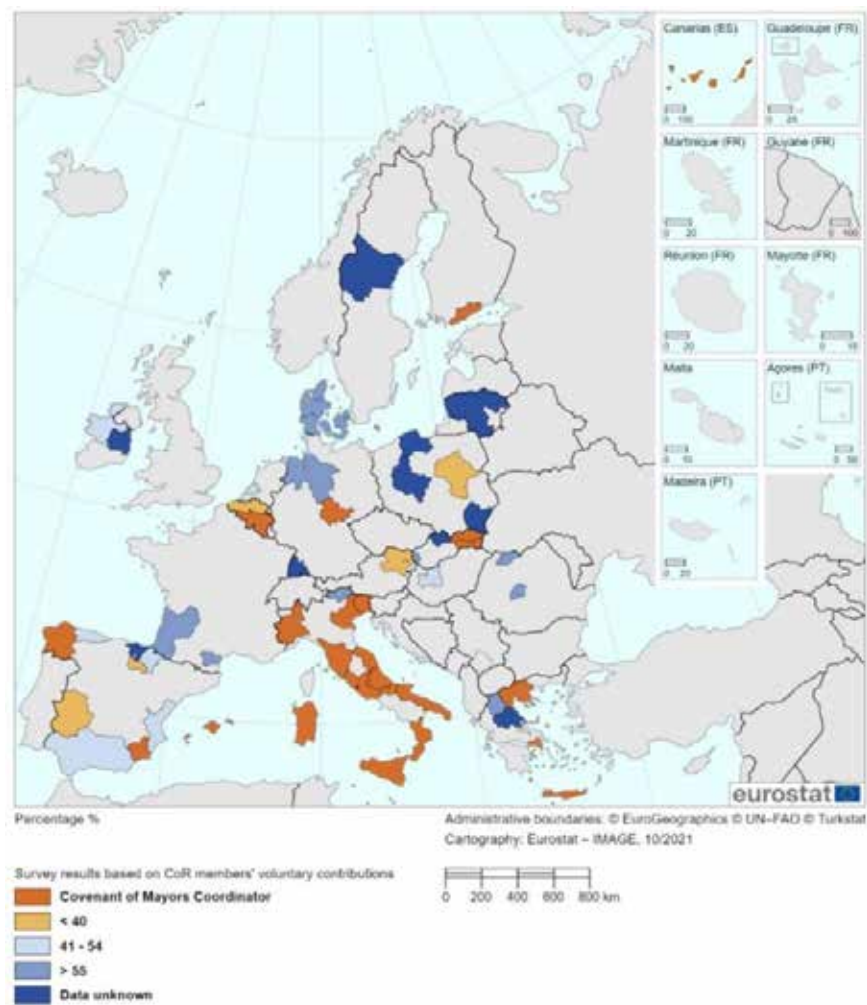 Canarias (ES)
0 100
Guadeloupe (FR)
0 25
Martinique (FR)
0 20
Guyane (FR)
0 100
Réunion (FR)
0 20
Mayotte (FR)
0 10
Malta
0 10
Açores (PT)
0 50
Madeira (PT)
0 20
eurostat
Percentage %
Administrative boundaries: © EuroGeographics © UN–FAO © Turkstat
Cartography: Eurostat – IMAGE, 10/2021
Survey results based on CoR members' voluntary contributions
Covenant of Mayors Coordinator
< 40
41 - 54
> 55
Data unknown
0 200 400 600 800 km